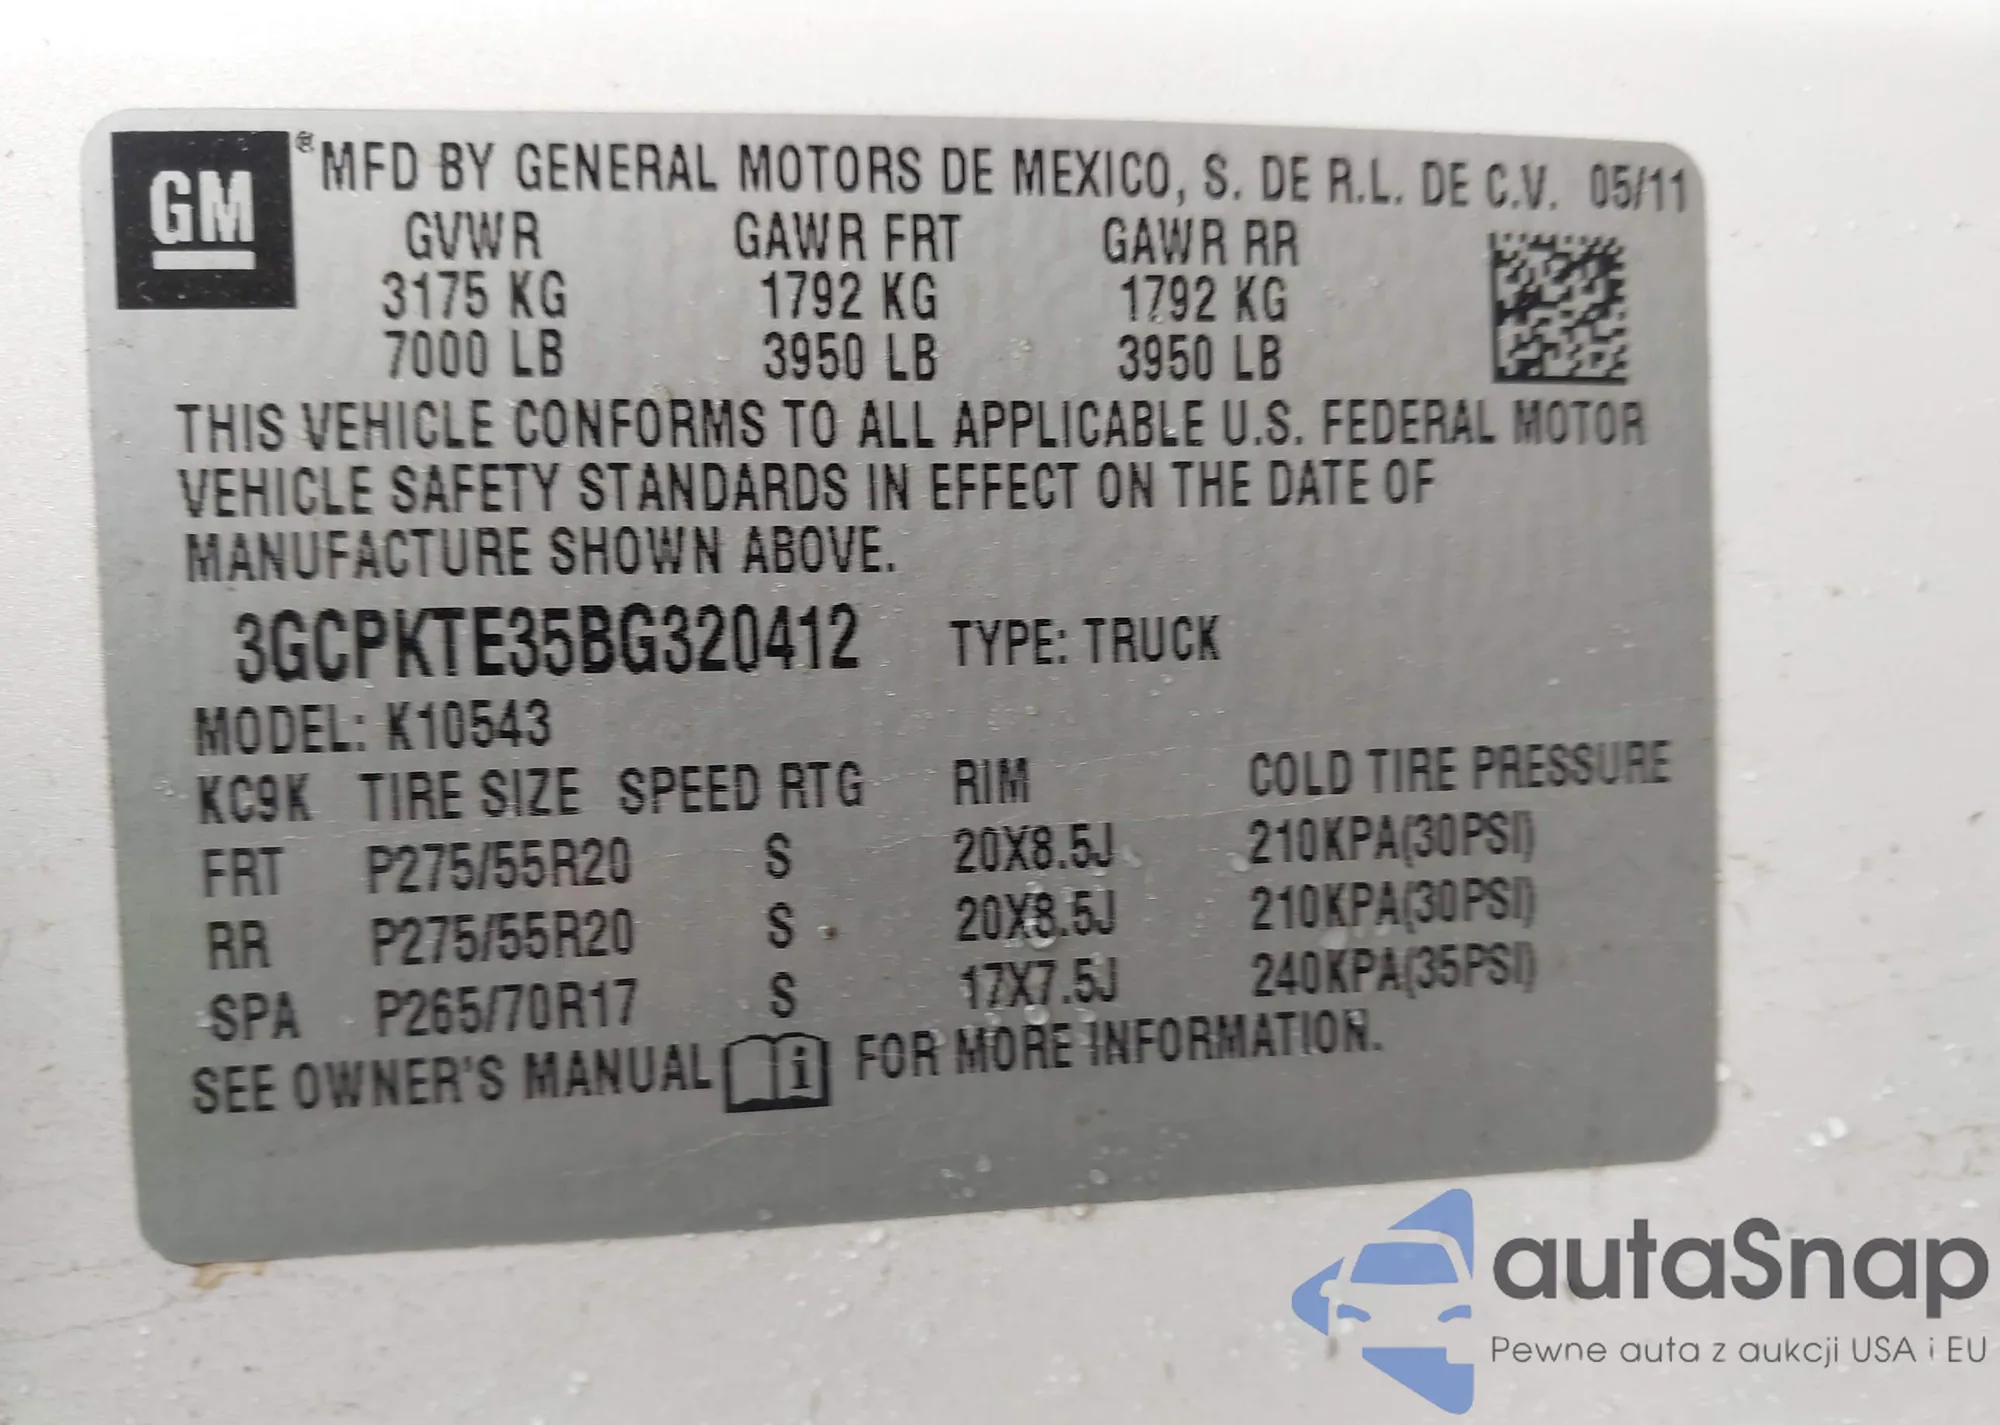 GM
® MFD BY GENERAL MOTORS DE MEXICO, S. DE R.L. DE C.V. 05/11
GVWR GAWR FRT GAWR RR
3175 KG 1792 KG 1792 KG
7000 LB 3950 LB 3950 LB
THIS VEHICLE CONFORMS TO ALL APPLICABLE U.S. FEDERAL MOTOR
VEHICLE SAFETY STANDARDS IN EFFECT ON THE DATE OF
MANUFACTURE SHOWN ABOVE.
3GCPKTE35BG320412 TYPE: TRUCK
MODEL: K10543
KC9K TIRE SIZE SPEED RTG RIM COLD TIRE PRESSURE
FRT P275/55R20 S 20X8.5J 210KPA(30PSI)
RR P275/55R20 S 20X8.5J 210KPA(30PSI)
SPA P265/70R17 S 17X7.5J 240KPA(35PSI)
SEE OWNER'S MANUAL i FOR MORE INFORMATION.
autaSnap
Pewne auta z aukcji USA i EU